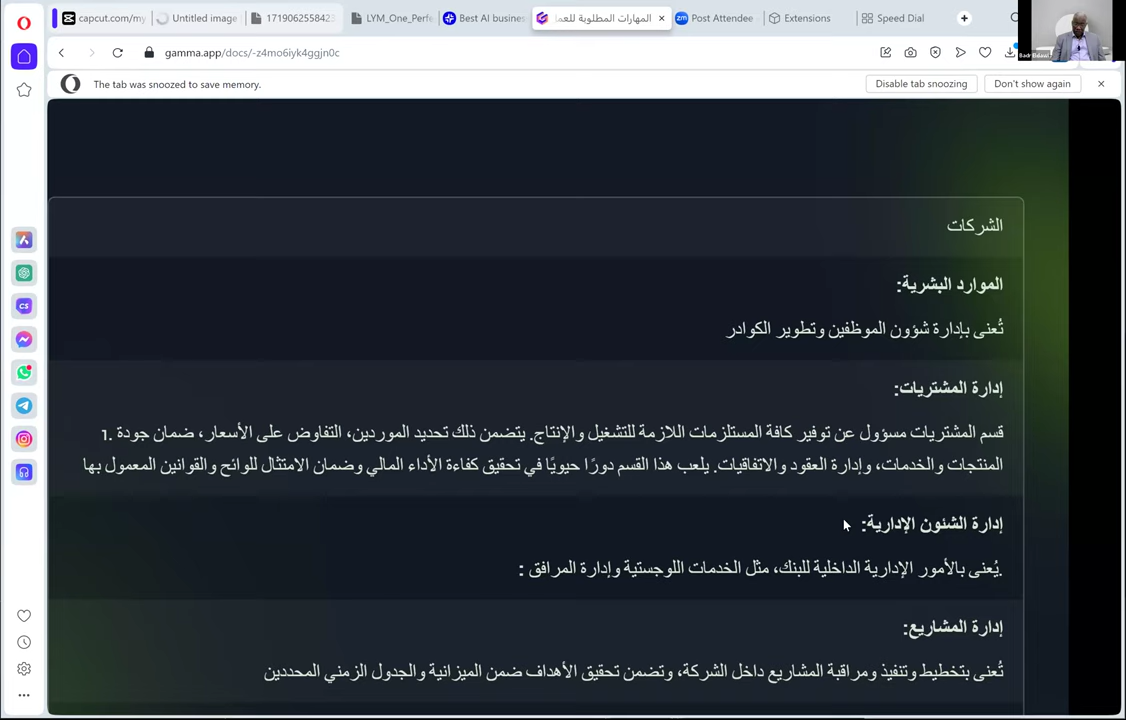 capcut.com/my
Untitled image
1719062558423
LYM_One_Perfe
Best AI busines
المهارات المطلوبة للعم
Post Attendee
Extensions
Speed Dial
gamma.app/docs/-z4mo6iyk4ggjn0c
The tab was snoozed to save memory.
Disable tab snoozing
Don't show again
الشركات
الموارد البشرية:
تُعنى بإدارة شؤون الموظفين وتطوير الكوادر
إدارة المشتريات:
قسم المشتريات مسؤول عن توفير كافة المستلزمات اللازمة للتشغيل والإنتاج. يتضمن ذلك تحديد الموردين، التفاوض على الأسعار، ضمان جودة .1
المنتجات والخدمات، وإدارة العقود والاتفاقيات. يلعب هذا القسم دورًا حيويًا في تحقيق كفاءة الأداء المالي وضمان الامتثال للوائح والقوانين المعمول بها
إدارة الشئون الإدارية:
.يُعنى بالأمور الإدارية الداخلية للبنك، مثل الخدمات اللوجستية وإدارة المرافق :
إدارة المشاريع:
تُعنى بتخطيط وتنفيذ ومراقبة المشاريع داخل الشركة، وتضمن تحقيق الأهداف ضمن الميزانية والجدول الزمني المحددين